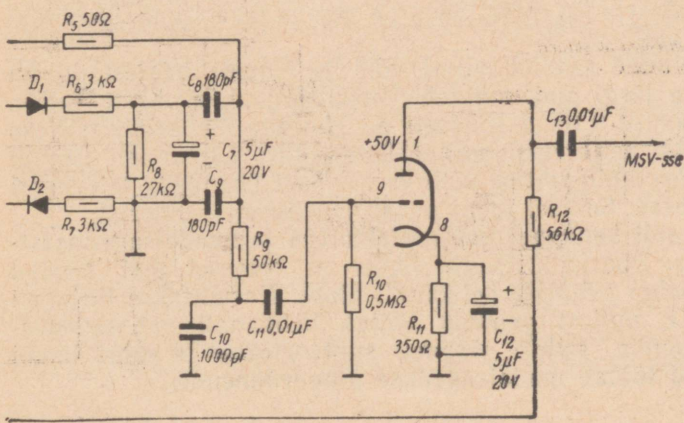 R5 50Ω
D1
R6 3 kΩ
C8 180pF
+
C7
5μF
20V
-
R8
27kΩ
C9
180pF
D2
R7 3kΩ
R9
50kΩ
C10
1000pF
C11 0,01μF
+50V
1
9
8
R10
0,5MΩ
R11
350Ω
+
-
C12
5μF
20V
C13 0,01μF
MSV-sse
R12
56kΩ